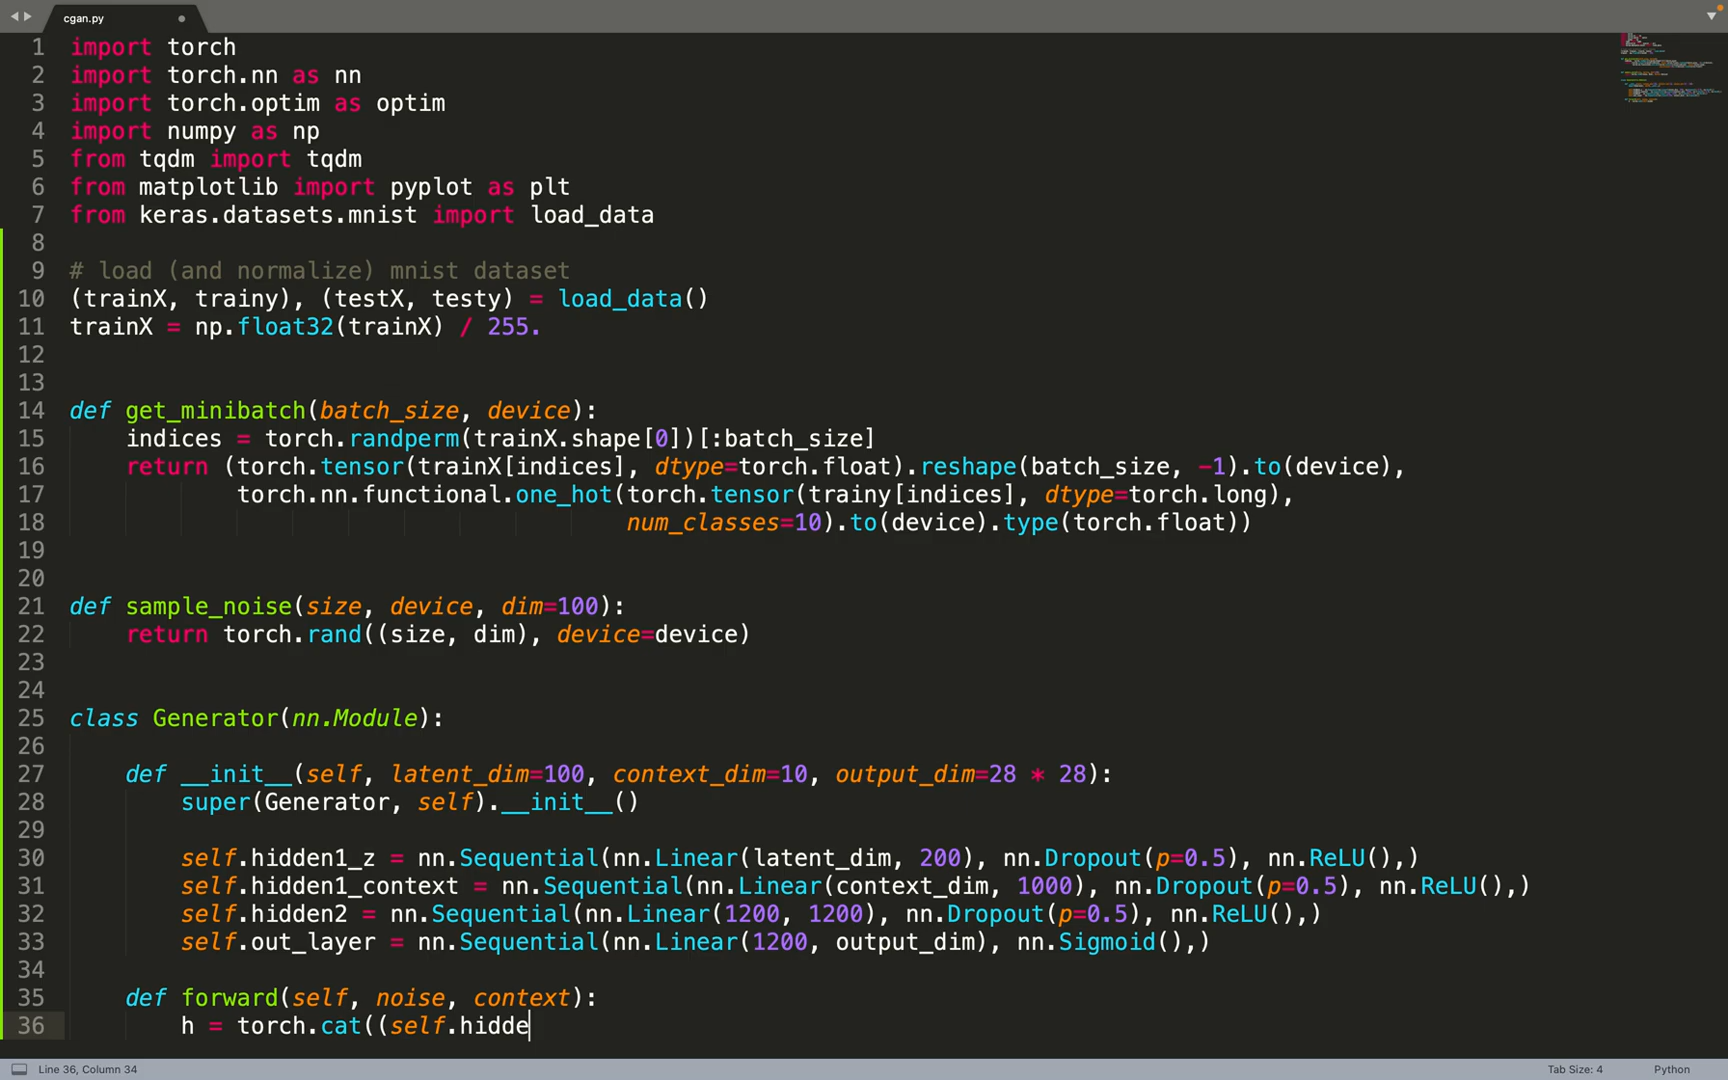 cgan.py
1 import torch
2 import torch.nn as nn
3 import torch.optim as optim
4 import numpy as np
5 from tqdm import tqdm
6 from matplotlib import pyplot as plt
7 from keras.datasets.mnist import load_data
8
9 # load (and normalize) mnist dataset
10 (trainX, trainy), (testX, testy) = load_data()
11 trainX = np.float32(trainX) / 255.
12
13
14 def get_minibatch(batch_size, device):
15     indices = torch.randperm(trainX.shape[0])[:batch_size]
16     return (torch.tensor(trainX[indices], dtype=torch.float).reshape(batch_size, -1).to(device),
17             torch.nn.functional.one_hot(torch.tensor(trainy[indices], dtype=torch.long),
18                                         num_classes=10).to(device).type(torch.float))
19
20
21 def sample_noise(size, device, dim=100):
22     return torch.rand((size, dim), device=device)
23
24
25 class Generator(nn.Module):
26
27     def __init__(self, latent_dim=100, context_dim=10, output_dim=28 * 28):
28         super(Generator, self).__init__()
29
30         self.hidden1_z = nn.Sequential(nn.Linear(latent_dim, 200), nn.Dropout(p=0.5), nn.ReLU(),)
31         self.hidden1_context = nn.Sequential(nn.Linear(context_dim, 1000), nn.Dropout(p=0.5), nn.ReLU(),)
32         self.hidden2 = nn.Sequential(nn.Linear(1200, 1200), nn.Dropout(p=0.5), nn.ReLU(),)
33         self.out_layer = nn.Sequential(nn.Linear(1200, output_dim), nn.Sigmoid(),)
34
35     def forward(self, noise, context):
36         h = torch.cat((self.hidde
Line 36, Column 34
Tab Size: 4
Python